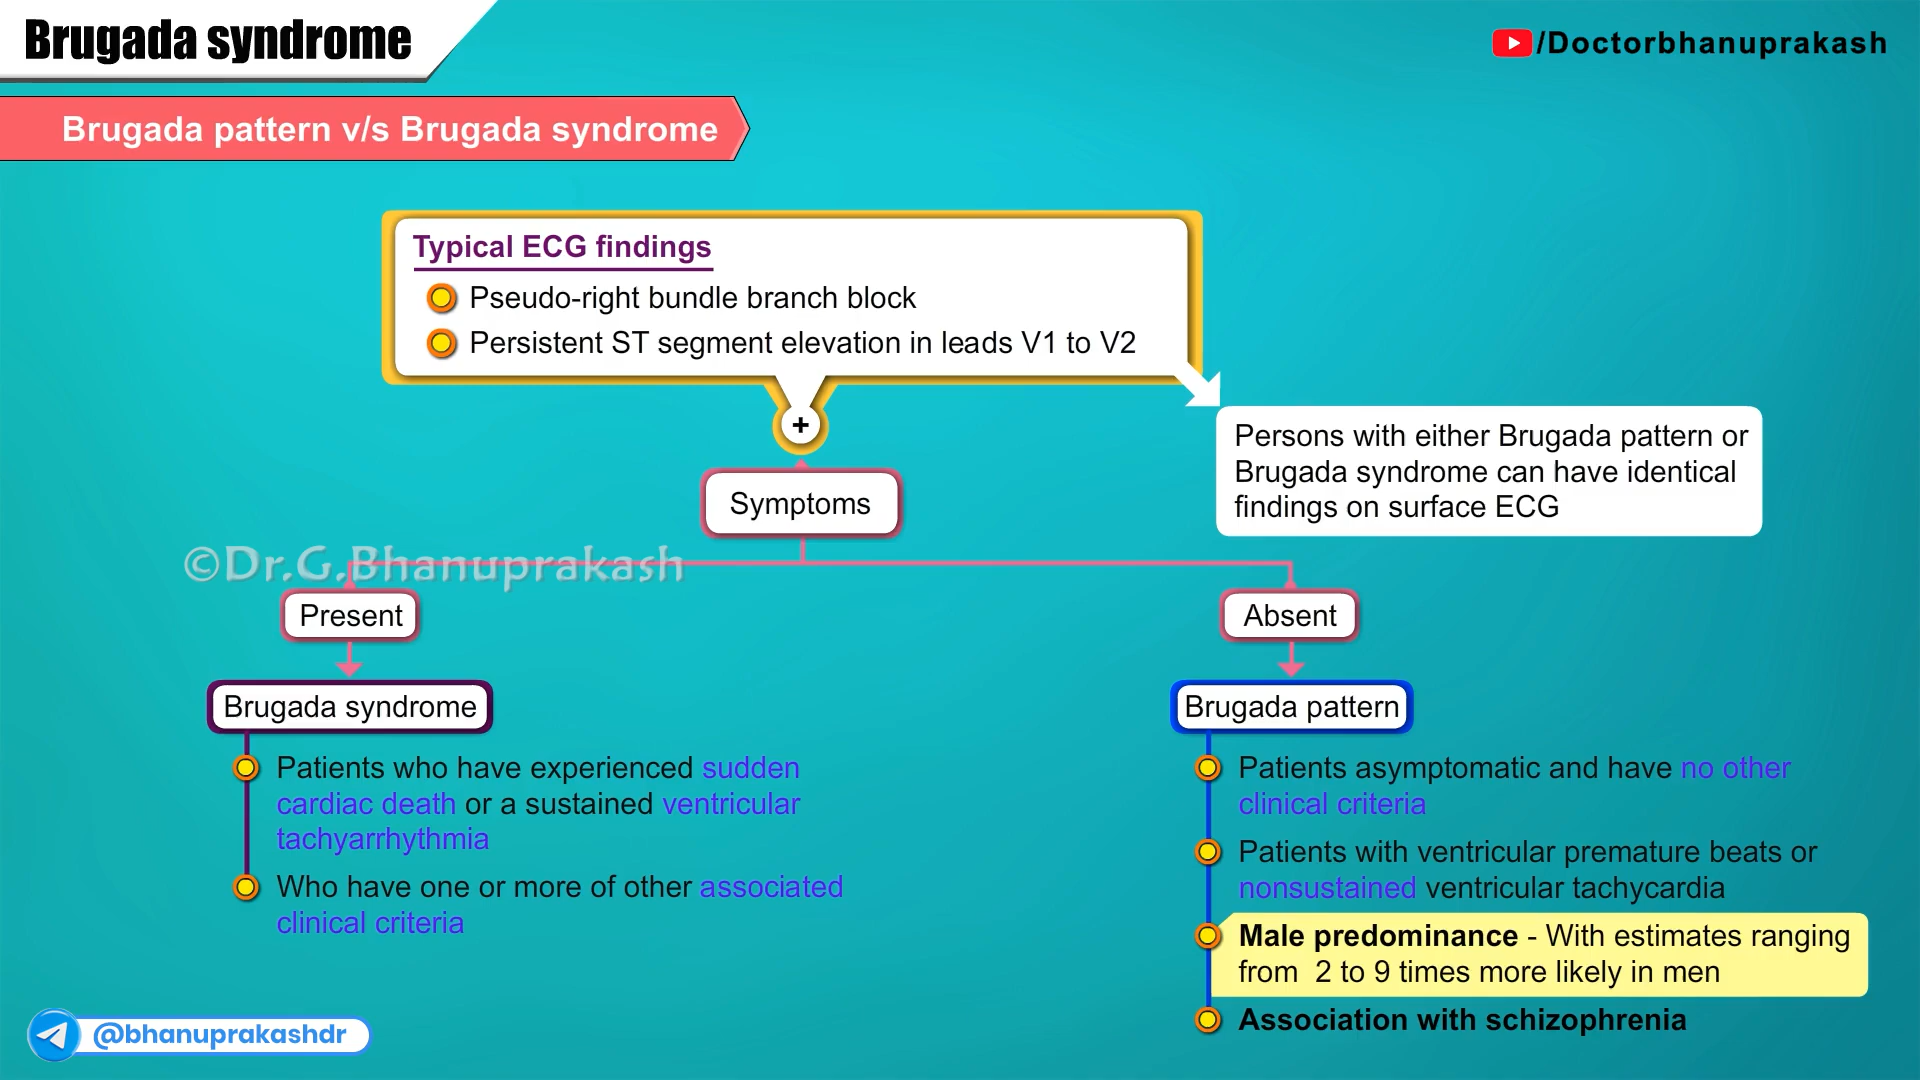 Brugada syndrome
/Doctorbhanuprakash
Brugada pattern v/s Brugada syndrome
Typical ECG findings
Pseudo-right bundle branch block
Persistent ST segment elevation in leads V1 to V2
+
Persons with either Brugada pattern or
Brugada syndrome can have identical
findings on surface ECG
Symptoms
©Dr.G.Bhanuprakash
Present
Absent
Brugada syndrome
Patients who have experienced sudden
cardiac death or a sustained ventricular
tachyarrhythmia
Who have one or more of other associated
clinical criteria
Brugada pattern
Patients asymptomatic and have no other
clinical criteria
Patients with ventricular premature beats or
nonsustained ventricular tachycardia
Male predominance - With estimates ranging
from 2 to 9 times more likely in men
Association with schizophrenia
@bhanuprakashdr